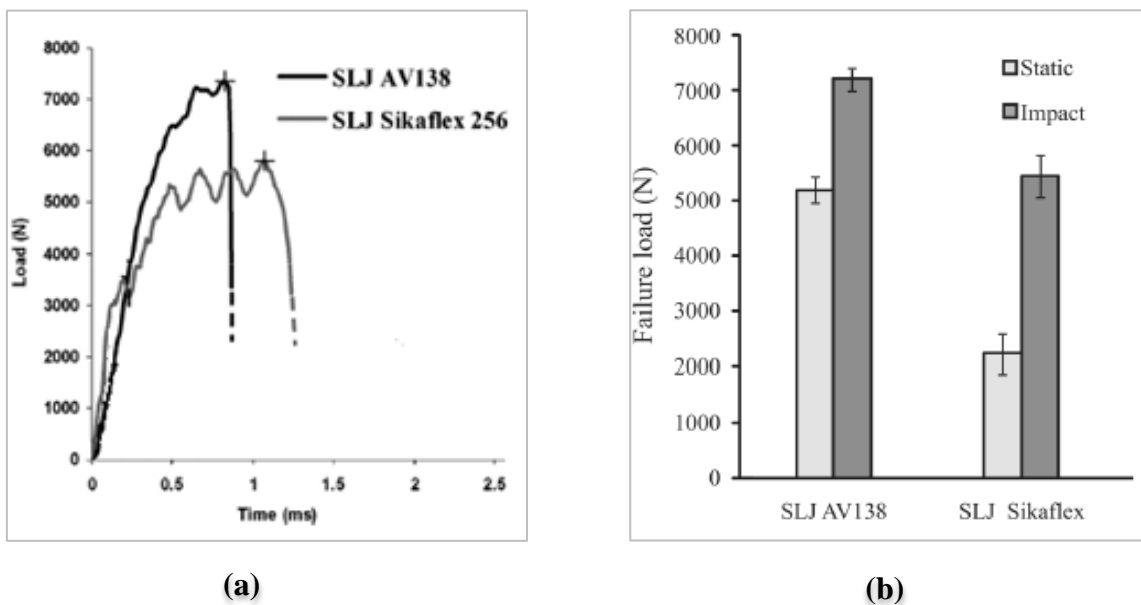 8000
7000
6000
5000
4000
3000
2000
1000
0
Load (N)
SLJ AV138
SLJ Sikaflex 256
0 0.5 1 1.5 2 2.5
Time (ms)
(a)
8000
7000
6000
5000
4000
3000
2000
1000
0
Failure load (N)
Static
Impact
SLJ AV138 SLJ Sikaflex
(b)